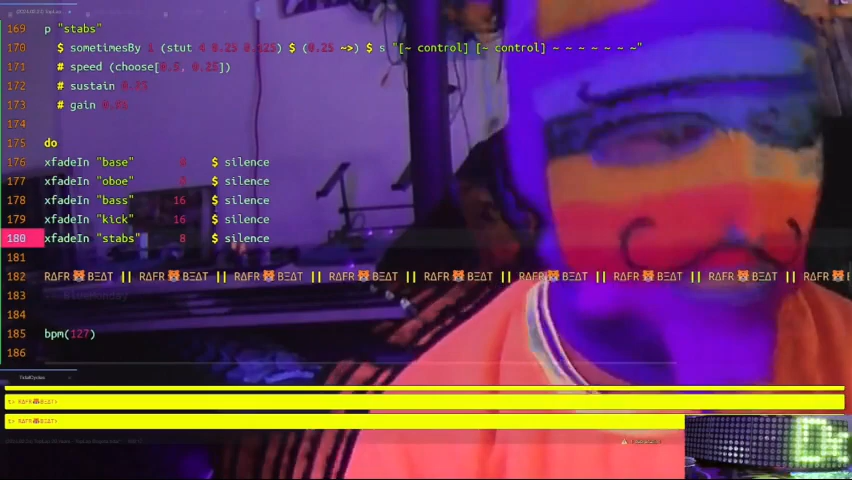 169 p "stabs"
170 $ sometimesBy 1 (stut 4 0.25 0.125) $ (0.25 ~>) $ s "[~ control] [~ control] ~ ~ ~ ~ ~ ~"
171 # speed (choose[0.5, 0.25])
172 # sustain 0.25
173 # gain
174
175 do
176 xfadeIn "base" $ silence
177 xfadeIn "oboe" $ silence
178 xfadeIn "bass" 16 $ silence
179 xfadeIn "kick" 16 $ silence
180 xfadeIn "stabs" 8 $ silence
181
182 RΔFR🐯BΞΔT || RΔFR🐯BΞΔT || RΔFR🐯BΞΔT || RΔFR🐯BΞΔT || RΔFR🐯BΞΔT || RΔFR🐯BΞΔT || RΔFR🐯BΞΔT || RΔFR🐯BΞΔT || R
183
184
185 bpm(127)
186
t> RΔFR🐯BΞΔT>
t> RΔFR🐯BΞΔT>